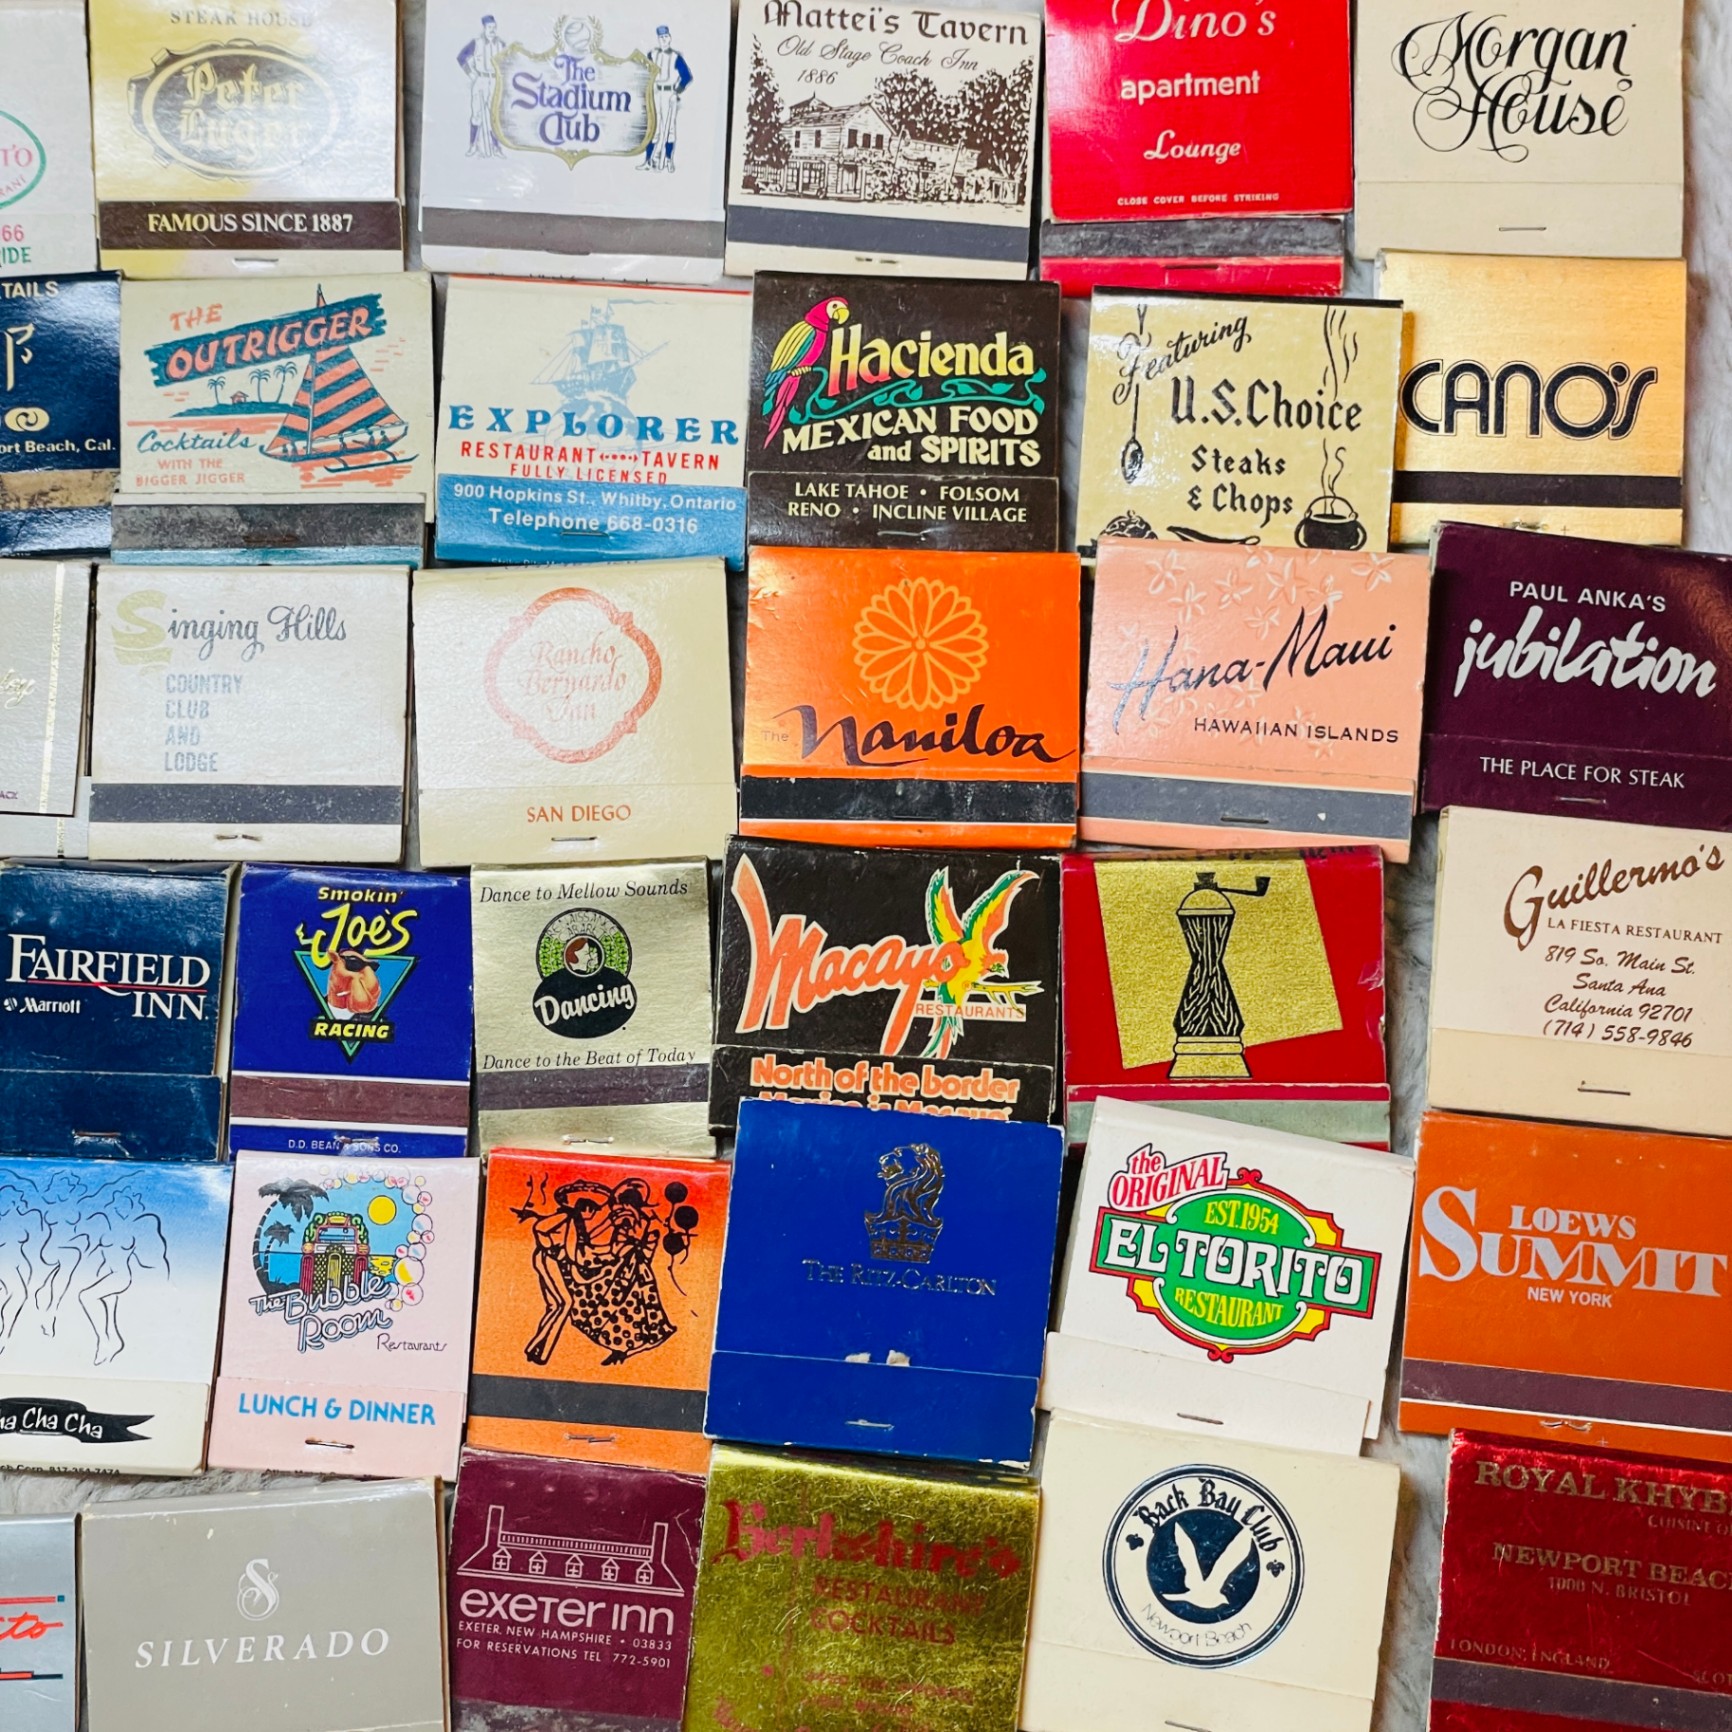 STEAK HOUSE
Peter
Luger
FAMOUS SINCE 1887
The
Stadium
Club
Mattei's Tavern
Old Stage Coach Inn
1886
Dino's
apartment
Lounge
CLOSE COVER BEFORE STRIKING
Morgan
House
TO
RANT
66
IDE
TAILS
ort Beach, Cal.
THE
OUTRIGGER
Cocktails
WITH THE
BIGGER JIGGER
EXPLORER
RESTAURANT TAVERN
FULLY LICENSED
900 Hopkins St., Whitby, Ontario
Telephone 668-0316
Hacienda
MEXICAN FOOD
and SPIRITS
LAKE TAHOE • FOLSOM
RENO • INCLINE VILLAGE
Featuring
U.S. Choice
Steaks
& Chops
CANO'S
Singing Hills
COUNTRY
CLUB
AND
LODGE
Rancho
Bernardo
Inn
SAN DIEGO
The Naniloa
Hana-Maui
HAWAIIAN ISLANDS
PAUL ANKA'S
jubilation
THE PLACE FOR STEAK
FAIRFIELD
INN
Marriott
Smokin'
Joe's
RACING
D.D. BEAN & SONS CO.
Dance to Mellow Sounds
Dancing
Dance to the Beat of Today
Macayo
RESTAURANTS
North of the border
Guillermo's
LA FIESTA RESTAURANT
819 So. Main St.
Santa Ana
California 92701
(714) 558-9846
a Cha Cha
The Bubble
Room
Restaurants
LUNCH & DINNER
THE RITZ-CARLTON
the
ORIGINAL
EST. 1954
EL TORITO
RESTAURANT
LOEWS
SUMMIT
NEW YORK
cto
SILVERADO
exeTer inn
EXETER, NEW HAMPSHIRE • 03833
FOR RESERVATIONS TEL 772-5901
Berkshire's
RESTAURANT
COCKTAILS
Back Bay Club
Newport Beach
ROYAL KHYB
CUISINE O
NEWPORT BEAC
1000 N. BRISTOL
LONDON, ENGLAND
SCOT